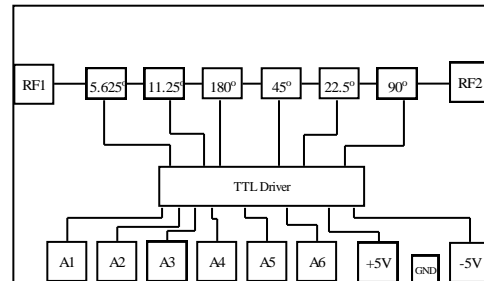 RF1 5.625° 11.25° 180° 45° 22.5° 90° RF2
TTL Driver
A1 A2 A3 A4 A5 A6 +5V GND -5V